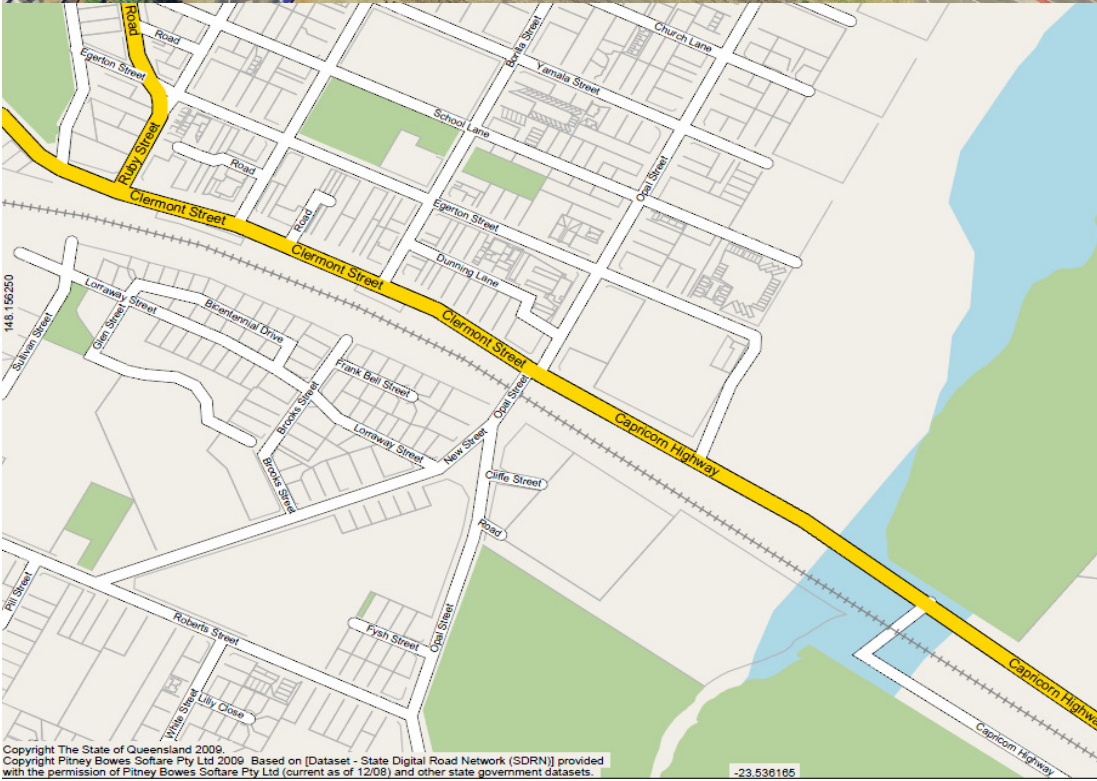 Road
Road
Egerton Street
Ruby Street
Road
Clermont Street
Road
Clermont Street
Church Lane
Bonita Street
Yamala Street
School Lane
Opal Street
Egerton Street
Dunning Lane
Clermont Street
148.156250
Lorraway Street
Sullivan Street
Glen Street
Bicentennial Drive
Frank Bell Street
Brooks Street
Lorraway Street
Brooks Street
New Street
Opal Street
Capricorn Highway
Cliffe Street
Road
Pill Street
Roberts Street
Fysh Street
Opal Street
White Street
Lilly Close
Capricorn Highway
Capricorn Highway
Copyright The State of Queensland 2009.
Copyright Pitney Bowes Softare Pty Ltd 2009 Based on [Dataset - State Digital Road Network (SDRN)] provided
with the permission of Pitney Bowes Softare Pty Ltd (current as of 12/08) and other state government datasets.
-23.536165